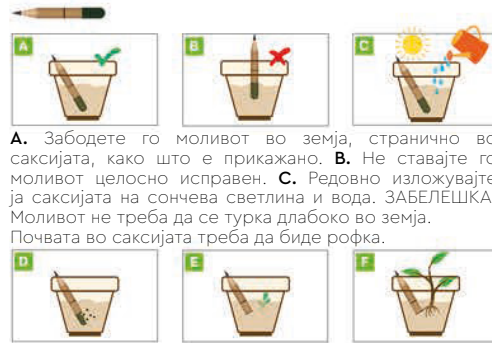 A B C
A. Забодете го моливот во земја, странично во
саксијата, како што е прикажано. B. Не ставајте го
моливот целосно исправен. C. Редовно изложувајте
ја саксијата на сончева светлина и вода. ЗАБЕЛЕШКА
Моливот не треба да се турка длабоко во земја.
Почвата во саксијата треба да биде рофка.
D E F